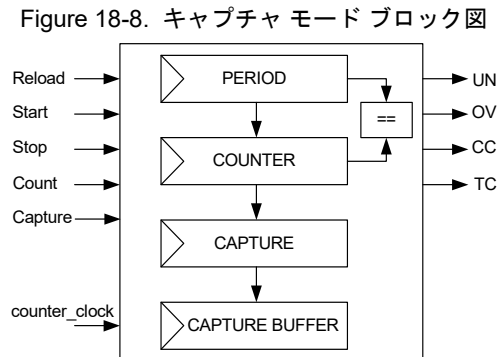 Figure 18-8. キャプチャ モード ブロック図
Reload
Start
Stop
Count
Capture
counter_clock
PERIOD
==
COUNTER
CAPTURE
CAPTURE BUFFER
UN
OV
CC
TC